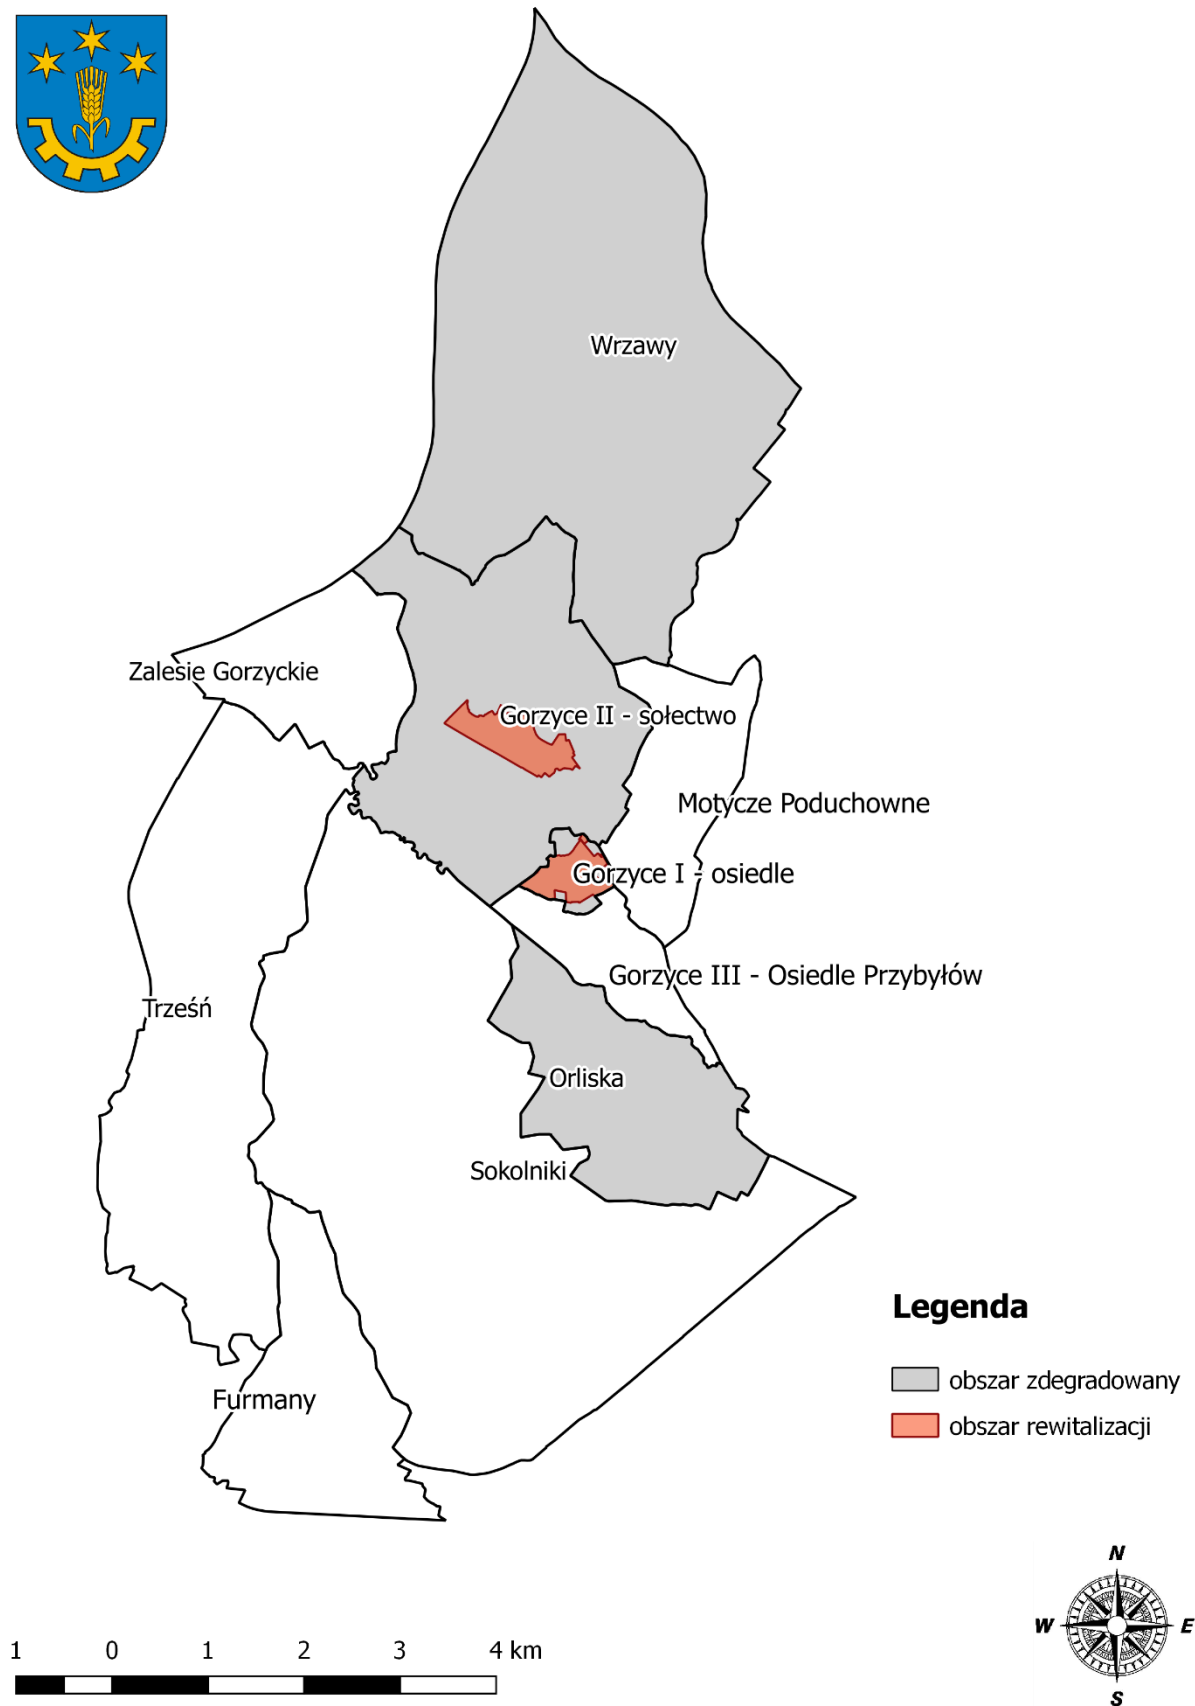 Wrzawy
Zalesie Gorzyckie
Gorzyce II - sołectwo
Motycze Poduchowne
Gorzyce I - osiedle
Gorzyce III - Osiedle Przybyłów
Trześń
Orliska
Sokolniki
Furmany
Legenda
obszar zdegradowany
obszar rewitalizacji
1 0 1 2 3 4 km
N
W E
S